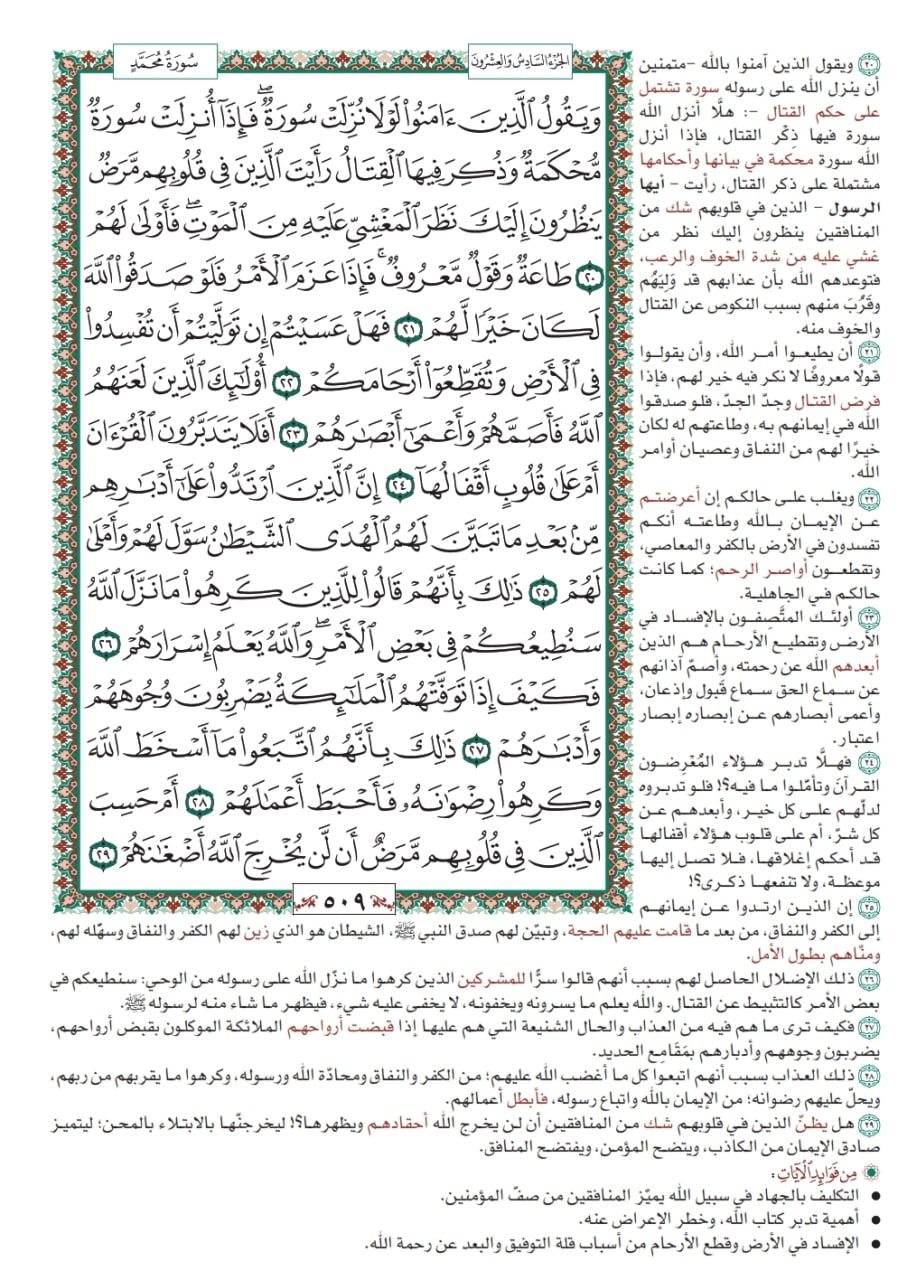 سُورَةُ مُحَمَّدٍ
الجُزْءُ السَّادِسُ وَالعِشْرُونَ
وَيَقُولُ ٱلَّذِينَ ءَامَنُواْ لَوۡلَا نُزِّلَتۡ سُورَةٞۖ فَإِذَآ أُنزِلَتۡ سُورَةٞ
مُّحۡكَمَةٞ وَذُكِرَ فِيهَا ٱلۡقِتَالُ رَأَيۡتَ ٱلَّذِينَ فِي قُلُوبِهِم مَّرَضٞ
يَنظُرُونَ إِلَيۡكَ نَظَرَ ٱلۡمَغۡشِيِّ عَلَيۡهِ مِنَ ٱلۡمَوۡتِۖ فَأَوۡلَىٰ لَهُمۡ
٢٠ طَاعَةٞ وَقَوۡلٞ مَّعۡرُوفٞۚ فَإِذَا عَزَمَ ٱلۡأَمۡرُ فَلَوۡ صَدَقُواْ ٱللَّهَ
لَكَانَ خَيۡرٗا لَّهُمۡ ٢١ فَهَلۡ عَسَيۡتُمۡ إِن تَوَلَّيۡتُمۡ أَن تُفۡسِدُواْ
فِي ٱلۡأَرۡضِ وَتُقَطِّعُوٓاْ أَرۡحَامَكُمۡ ٢٢ أُوْلَٰٓئِكَ ٱلَّذِينَ لَعَنَهُمُ
ٱللَّهُ فَأَصَمَّهُمۡ وَأَعۡمَىٰٓ أَبۡصَٰرَهُمۡ ٢٣ أَفَلَا يَتَدَبَّرُونَ ٱلۡقُرۡءَانَ
أَمۡ عَلَىٰ قُلُوبٍ أَقۡفَالُهَآ ٢٤ إِنَّ ٱلَّذِينَ ٱرۡتَدُّواْ عَلَىٰٓ أَدۡبَٰرِهِم
مِّنۢ بَعۡدِ مَا تَبَيَّنَ لَهُمُ ٱلۡهُدَى ٱلشَّيۡطَٰنُ سَوَّلَ لَهُمۡ وَأَمۡلَىٰ
لَهُمۡ ٢٥ ذَٰلِكَ بِأَنَّهُمۡ قَالُواْ لِلَّذِينَ كَرِهُواْ مَا نَزَّلَ ٱللَّهُ
سَنُطِيعُكُمۡ فِي بَعۡضِ ٱلۡأَمۡرِۖ وَٱللَّهُ يَعۡلَمُ إِسۡرَارَهُمۡ ٢٦
فَكَيۡفَ إِذَا تَوَفَّتۡهُمُ ٱلۡمَلَٰٓئِكَةُ يَضۡرِبُونَ وُجُوهَهُمۡ
وَأَدۡبَٰرَهُمۡ ٢٧ ذَٰلِكَ بِأَنَّهُمُ ٱتَّبَعُواْ مَآ أَسۡخَطَ ٱللَّهَ
وَكَرِهُواْ رِضۡوَٰنَهُۥ فَأَحۡبَطَ أَعۡمَٰلَهُمۡ ٢٨ أَمۡ حَسِبَ
ٱلَّذِينَ فِي قُلُوبِهِم مَّرَضٌ أَن لَّن يُخۡرِجَ ٱللَّهُ أَضۡغَٰنَهُمۡ ٢٩
٥٠٩
٢٠ ويقول الذين آمنوا بالله –متمنين
أن ينزل الله على رسوله سورة تشتمل
على حكم القتال –: هلَّا أنزل الله
سورة فيها ذِكْر القتال، فإذا أنزل
الله سورة محكمة في بيانها وأحكامها
مشتملة على ذكر القتال، رأيت – أيها
الرسول – الذين في قلوبهم شك من
المنافقين ينظرون إليك نظر من
غشي عليه من شدة الخوف والرعب،
فتوعدهم الله بأن عذابهم قد وَلِيَهُم
وقَرُبَ منهم بسبب النكوص عن القتال
والخوف منه.
٢١ أن يطيعوا أمر الله، وأن يقولوا
قولًا معروفًا لا نكر فيه خير لهم، فإذا
فرض القتال وجدّ الجدّ، فلو صدقوا
الله في إيمانهم به، وطاعتهم له لكان
خيرًا لهم من النفاق وعصيان أوامر
الله.
٢٢ ويغلب على حالكم إن أعرضتم
عن الإيمان بالله وطاعته أنكم
تفسدون في الأرض بالكفر والمعاصي،
وتقطعون أواصر الرحم؛ كما كانت
حالكم في الجاهلية.
٢٣ أولئك المتَّصِفون بالإفساد في
الأرض وتقطيع الأرحام هم الذين
أبعدهم الله عن رحمته، وأصمّ آذانهم
عن سماع الحق سماع قَبول وإذعان،
وأعمى أبصارهم عن إبصاره إبصار
اعتبار.
٢٤ فهلَّا تدبر هؤلاء المُعْرِضون
القرآنَ وتأمَّلوا ما فيه؟! فلو تدبروه
لدلّهم على كل خير، وأبعدهم عن
كل شرّ، أم على قلوب هؤلاء أقفالها
قد أحكم إغلاقها، فلا تصل إليها
موعظة، ولا تنفعها ذكرى؟!
٢٥ إن الذين ارتدوا عن إيمانهم
إلى الكفر والنفاق، من بعد ما قامت عليهم الحجة، وتبيّن لهم صدق النبي ﷺ، الشيطان هو الذي زين لهم الكفر والنفاق وسهّله لهم،
ومنّاهم بطول الأمل.
٢٦ ذلك الإضلال الحاصل لهم بسبب أنهم قالوا سرًّا للمشركين الذين كرهوا ما نزّل الله على رسوله من الوحي: سنطيعكم في
بعض الأمر كالتثبيط عن القتال. والله يعلم ما يسرونه ويخفونه، لا يخفى عليه شيء، فيظهر ما شاء منه لرسوله ﷺ.
٢٧ فكيف ترى ما هم فيه من العذاب والحال الشنيعة التي هم عليها إذا قبضت أرواحهم الملائكة الموكلون بقبض أرواحهم،
يضربون وجوههم وأدبارهم بمَقَامِع الحديد.
٢٨ ذلك العذاب بسبب أنهم اتبعوا كل ما أغضب الله عليهم؛ من الكفر والنفاق ومحادّة الله ورسوله، وكرهوا ما يقربهم من ربهم،
ويحلّ عليهم رضوانه؛ من الإيمان بالله واتباع رسوله، فأبطل أعمالهم.
٢٩ هل يظنّ الذين في قلوبهم شك من المنافقين أن لن يخرج الله أحقادهم ويظهرها؟! ليخرجنّها بالابتلاء بالمحن؛ ليتميز
صادق الإيمان من الكاذب، ويتضح المؤمن، ويفتضح المنافق.
مِن فَوَائِدِ الآيَاتِ:
• التكليف بالجهاد في سبيل الله يميّز المنافقين من صفّ المؤمنين.
• أهمية تدبر كتاب الله، وخطر الإعراض عنه.
• الإفساد في الأرض وقطع الأرحام من أسباب قلة التوفيق والبعد عن رحمة الله.